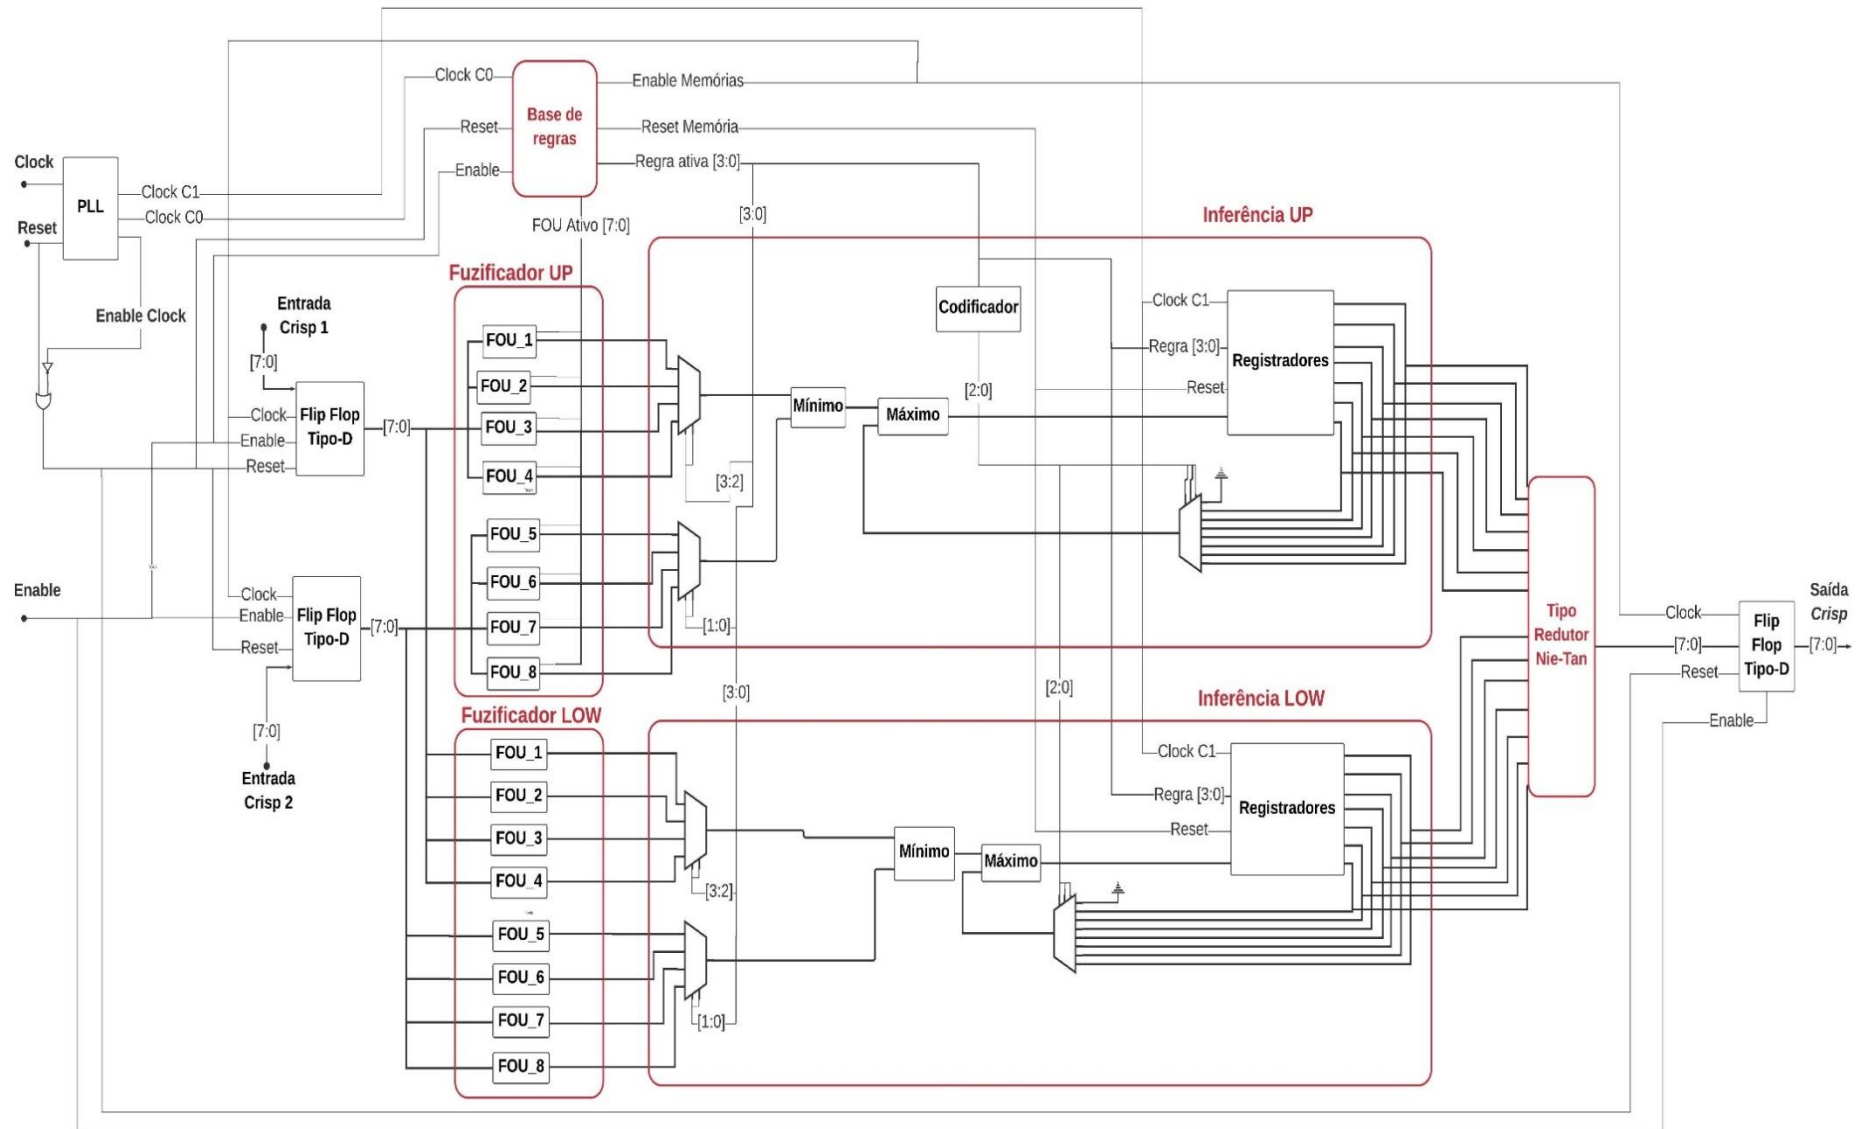 Clock C0
Enable Memórias
Base de
regras
Reset
Reset Memória
Clock
Regra ativa [3:0]
Enable
PLL
Clock C1
Clock C0
Reset
[3:0]
Inferência UP
FOU Ativo [7:0]
Fuzificador UP
Entrada
Crisp 1
Enable Clock
Codificador
Clock C1
Registradores
FOU_1
Regra [3:0]
[7:0]
FOU_2
Reset
[2:0]
Mínimo
Máximo
Flip Flop
Tipo-D
Clock
Enable
Reset
[7:0]
FOU_3
FOU_4
[3:2]
FOU_5
FOU_6
FOU_7
FOU_8
[1:0]
Enable
Clock
Enable
Reset
Flip Flop
Tipo-D
[7:0]
Tipo
Redutor
Nie-Tan
Saída
Crisp
Clock
Flip
Flop
Tipo-D
[7:0]
[7:0]
Reset
Enable
[3:0]
[2:0]
Inferência LOW
Fuzificador LOW
[7:0]
Entrada
Crisp 2
FOU_1
FOU_2
FOU_3
FOU_4
Clock C1
Regra [3:0]
Registradores
Reset
Mínimo
Máximo
[3:2]
FOU_5
FOU_6
FOU_7
FOU_8
[1:0]